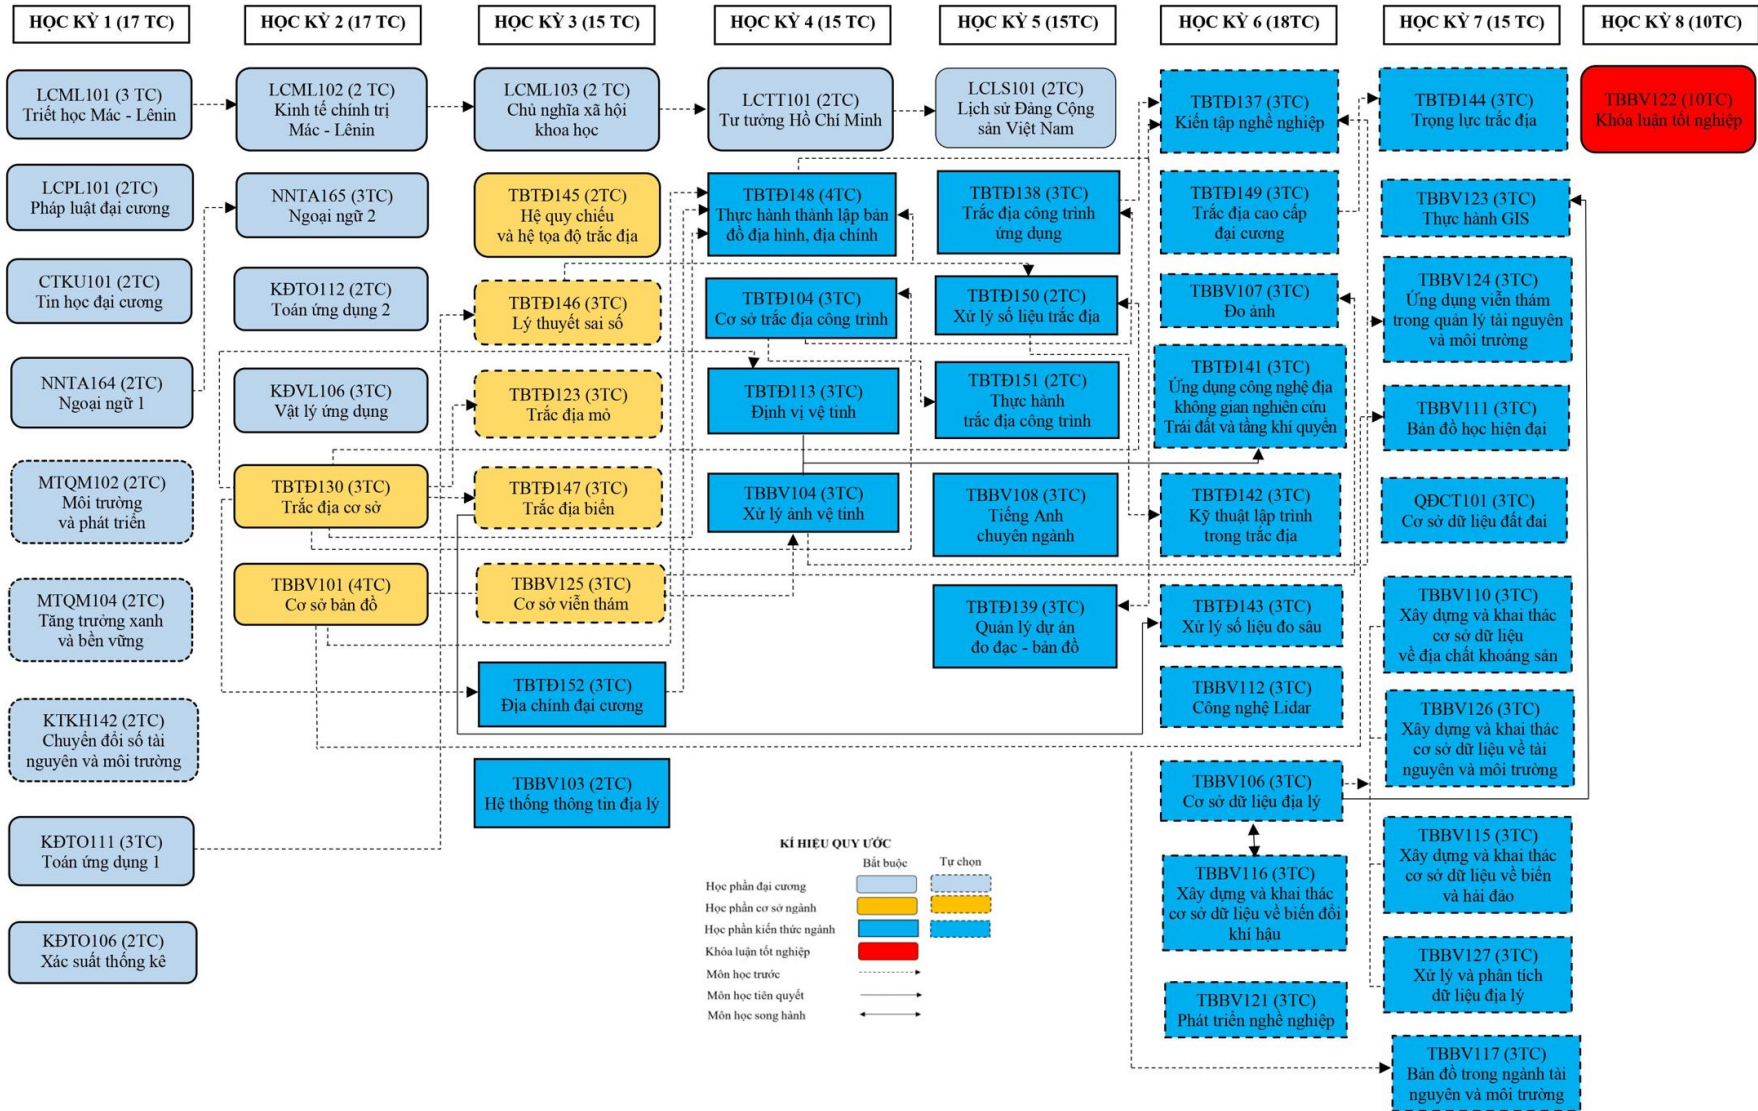 HỌC KỲ 1 (17 TC)
HỌC KỲ 2 (17 TC)
HỌC KỲ 3 (15 TC)
HỌC KỲ 4 (15 TC)
HỌC KỲ 5 (15TC)
HỌC KỲ 6 (18TC)
HỌC KỲ 7 (15 TC)
HỌC KỲ 8 (10TC)
LCML101 (3 TC)
Triết học Mác - Lênin
LCPL101 (2TC)
Pháp luật đại cương
CTKU101 (2TC)
Tin học đại cương
NNTA164 (2TC)
Ngoại ngữ 1
MTQM102 (2TC)
Môi trường
và phát triển
MTQM104 (2TC)
Tăng trưởng xanh
và bền vững
KTKH142 (2TC)
Chuyển đổi số tài
nguyên và môi trường
KĐTO111 (3TC)
Toán ứng dụng 1
KĐTO106 (2TC)
Xác suất thống kê
LCML102 (2 TC)
Kinh tế chính trị
Mác - Lênin
NNTA165 (3TC)
Ngoại ngữ 2
KĐTO112 (2TC)
Toán ứng dụng 2
KĐVL106 (3TC)
Vật lý ứng dụng
TBTĐ130 (3TC)
Trắc địa cơ sở
TBBV101 (4TC)
Cơ sở bản đồ
LCML103 (2 TC)
Chủ nghĩa xã hội
khoa học
TBTĐ145 (2TC)
Hệ quy chiếu
và hệ tọa độ trắc địa
TBTĐ146 (3TC)
Lý thuyết sai số
TBTĐ123 (3TC)
Trắc địa mỏ
TBTĐ147 (3TC)
Trắc địa biển
TBBV125 (3TC)
Cơ sở viễn thám
TBTĐ152 (3TC)
Địa chính đại cương
TBBV103 (2TC)
Hệ thống thông tin địa lý
LCTT101 (2TC)
Tư tưởng Hồ Chí Minh
TBTĐ148 (4TC)
Thực hành thành lập bản
đồ địa hình, địa chính
TBTĐ104 (3TC)
Cơ sở trắc địa công trình
TBTĐ113 (3TC)
Định vị vệ tinh
TBBV104 (3TC)
Xử lý ảnh vệ tinh
LCLS101 (2TC)
Lịch sử Đảng Cộng
sản Việt Nam
TBTĐ138 (3TC)
Trắc địa công trình
ứng dụng
TBTĐ150 (2TC)
Xử lý số liệu trắc địa
TBTĐ151 (2TC)
Thực hành
trắc địa công trình
TBBV108 (3TC)
Tiếng Anh
chuyên ngành
TBTĐ139 (3TC)
Quản lý dự án
đo đạc - bản đồ
TBTĐ137 (3TC)
Kiến tập nghề nghiệp
TBTĐ149 (3TC)
Trắc địa cao cấp
đại cương
TBBV107 (3TC)
Đo ảnh
TBTĐ141 (3TC)
Ứng dụng công nghệ địa
không gian nghiên cứu
Trái đất và tầng khí quyển
TBTĐ142 (3TC)
Kỹ thuật lập trình
trong trắc địa
TBTĐ143 (3TC)
Xử lý số liệu đo sâu
TBBV112 (3TC)
Công nghệ Lidar
TBBV106 (3TC)
Cơ sở dữ liệu địa lý
TBBV116 (3TC)
Xây dựng và khai thác
cơ sở dữ liệu về biến đổi
khí hậu
TBBV121 (3TC)
Phát triển nghề nghiệp
TBTĐ144 (3TC)
Trọng lực trắc địa
TBBV123 (3TC)
Thực hành GIS
TBBV124 (3TC)
Ứng dụng viễn thám
trong quản lý tài nguyên
và môi trường
TBBV111 (3TC)
Bản đồ học hiện đại
QĐCT101 (3TC)
Cơ sở dữ liệu đất đai
TBBV110 (3TC)
Xây dựng và khai thác
cơ sở dữ liệu
về địa chất khoáng sản
TBBV126 (3TC)
Xây dựng và khai thác
cơ sở dữ liệu về tài
nguyên và môi trường
TBBV115 (3TC)
Xây dựng và khai thác
cơ sở dữ liệu về biển
và hải đảo
TBBV127 (3TC)
Xử lý và phân tích
dữ liệu địa lý
TBBV117 (3TC)
Bản đồ trong ngành tài
nguyên và môi trường
TBBV122 (10TC)
Khóa luận tốt nghiệp
KÍ HIỆU QUY ƯỚC
Bắt buộc
Tự chọn
Học phần đại cương
Học phần cơ sở ngành
Học phần kiến thức ngành
Khóa luận tốt nghiệp
Môn học trước
Môn học tiên quyết
Môn học song hành